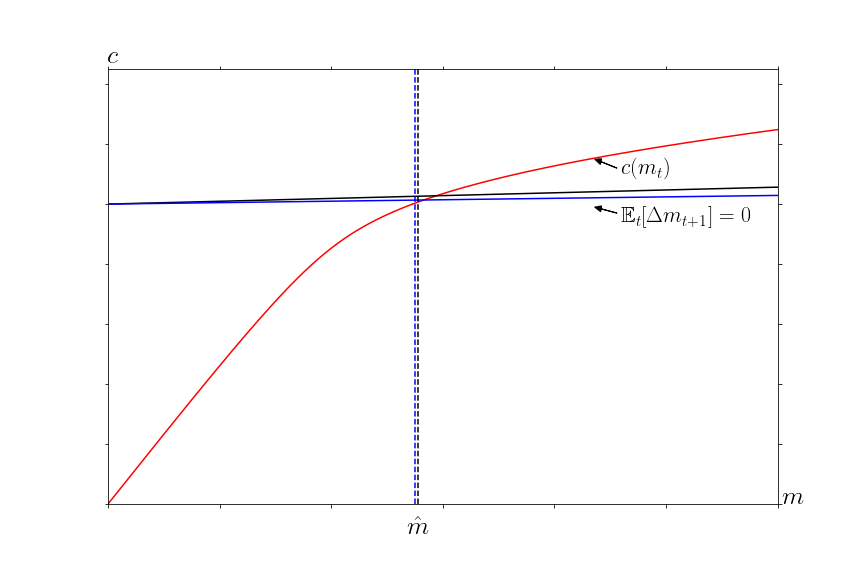 c
c(m_t)
𝔼_t[Δm_{t+1}] = 0
m
m̂